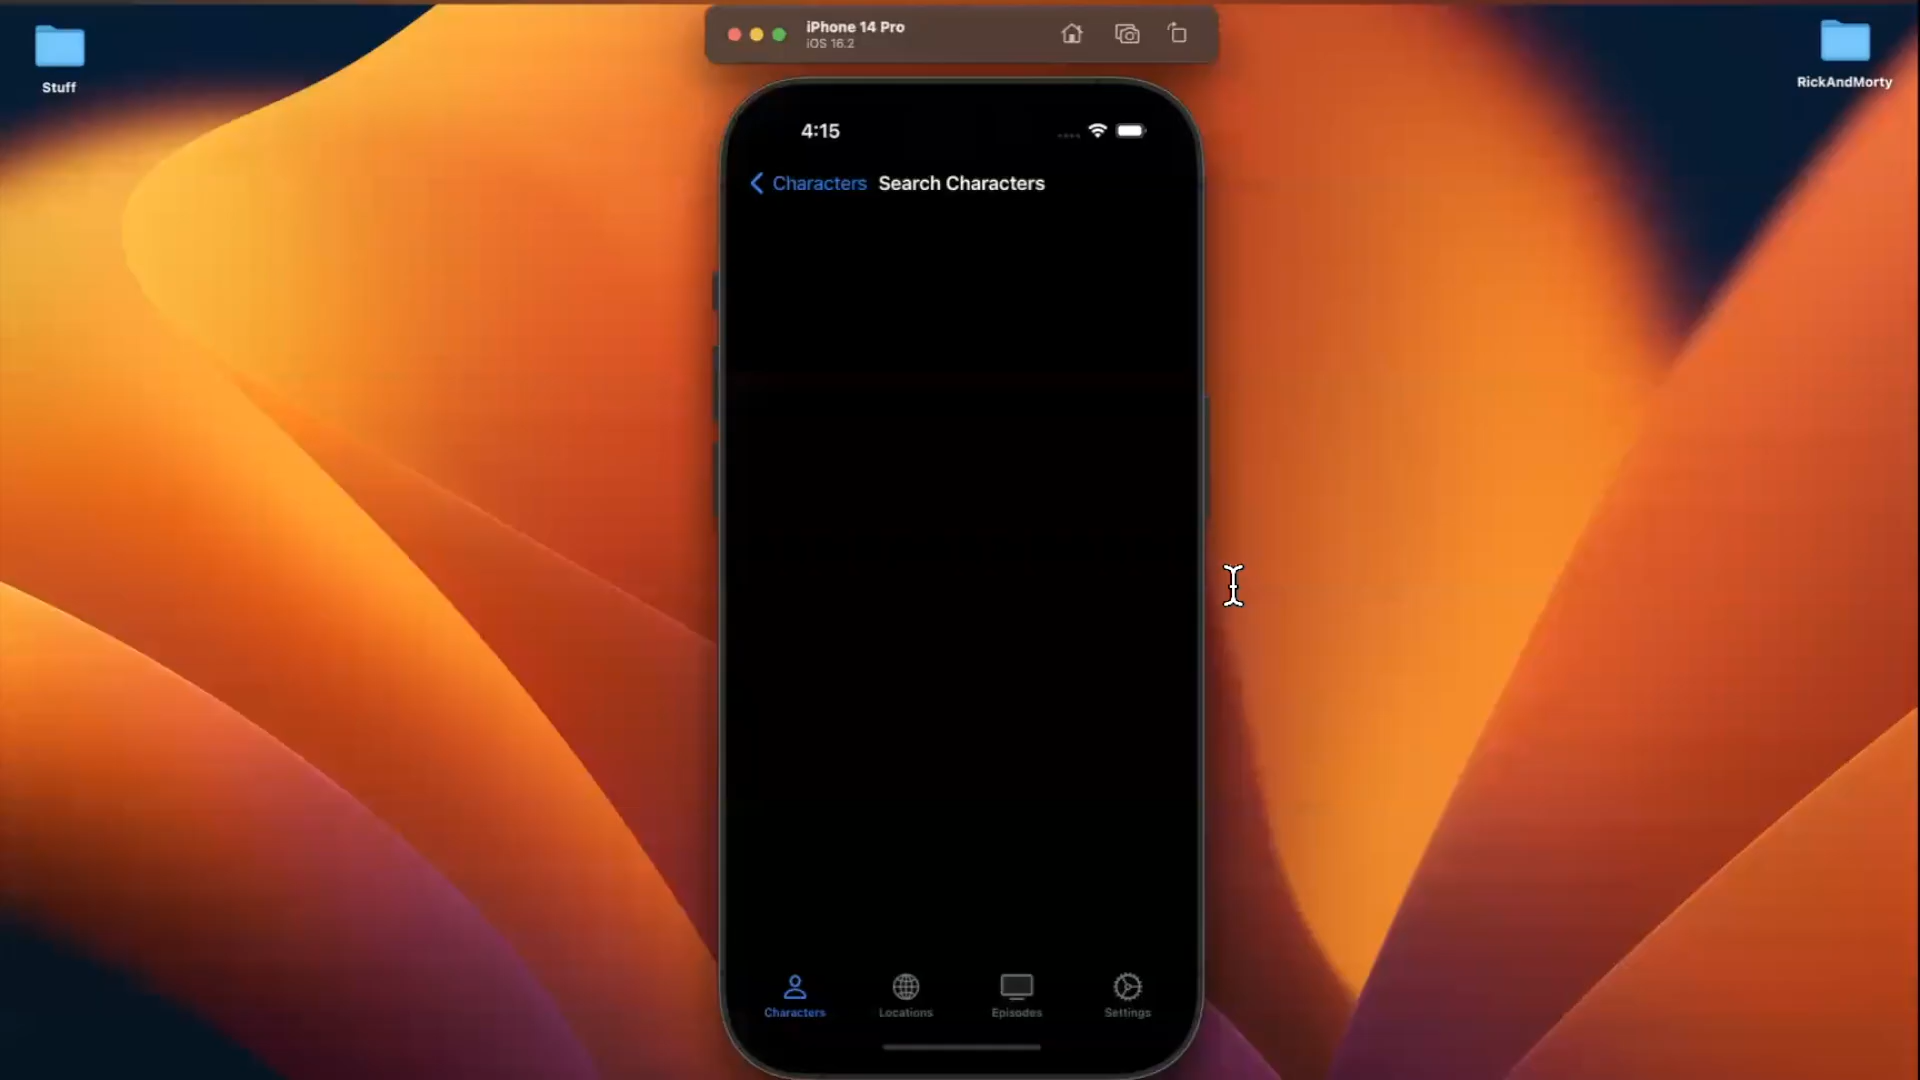 iPhone 14 Pro
iOS 16.2
Stuff
RickAndMorty
4:15
Characters Search Characters
Characters Locations Episodes Settings